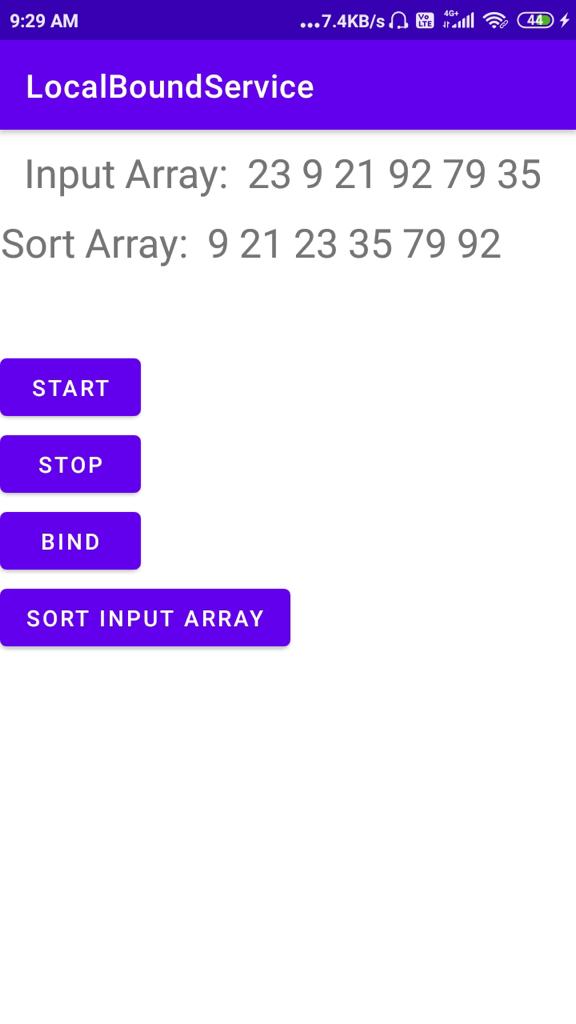 9:29 AM ...7.4KB/s Vo LTE 4G+ 44
LocalBoundService
Input Array: 23 9 21 92 79 35
Sort Array: 9 21 23 35 79 92
START
STOP
BIND
SORT INPUT ARRAY